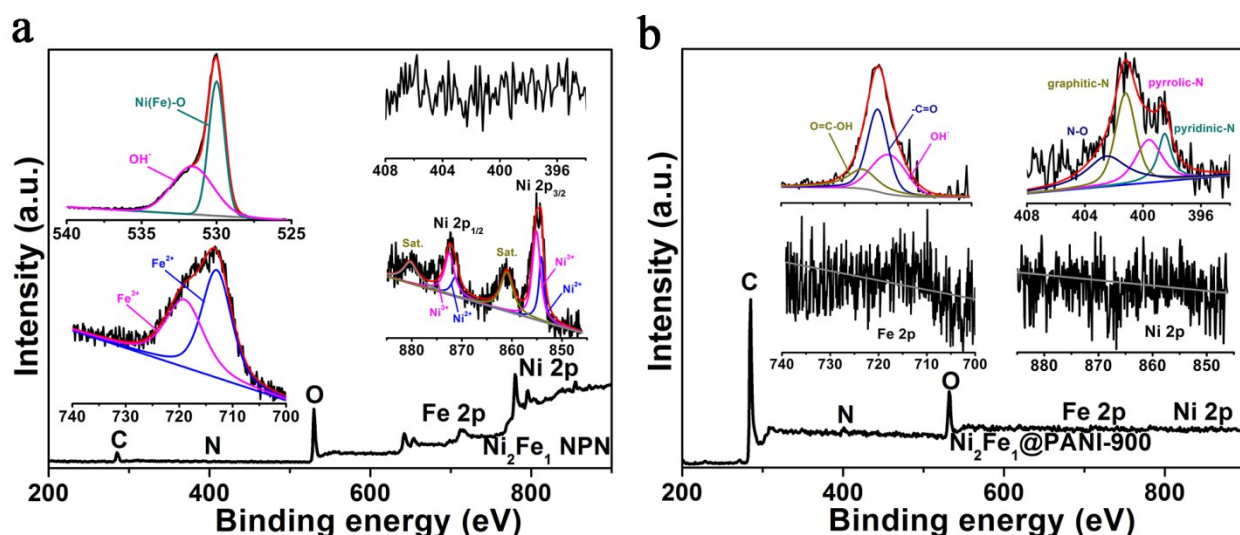 a
Intensity (a.u.)
Ni(Fe)-O
OH-
540 535 530 525
408 404 400 396
Ni 2p3/2
Ni 2p1/2
Sat.
Sat.
Ni3+
Ni2+
Ni3+
Ni2+
880 870 860 850
Fe2+
Fe3+
740 730 720 710 700
C
N
O
Fe 2p
Ni 2p
Ni2Fe1 NPN
200 400 600 800
Binding energy (eV)
b
Intensity (a.u.)
O=C-OH
-C=O
OH-
graphitic-N
pyrrolic-N
N-O
pyridinic-N
408 404 400 396
Fe 2p
740 730 720 710 700
Ni 2p
880 870 860 850
C
N
O
Fe 2p
Ni 2p
Ni2Fe1@PANI-900
200 400 600 800
Binding energy (eV)